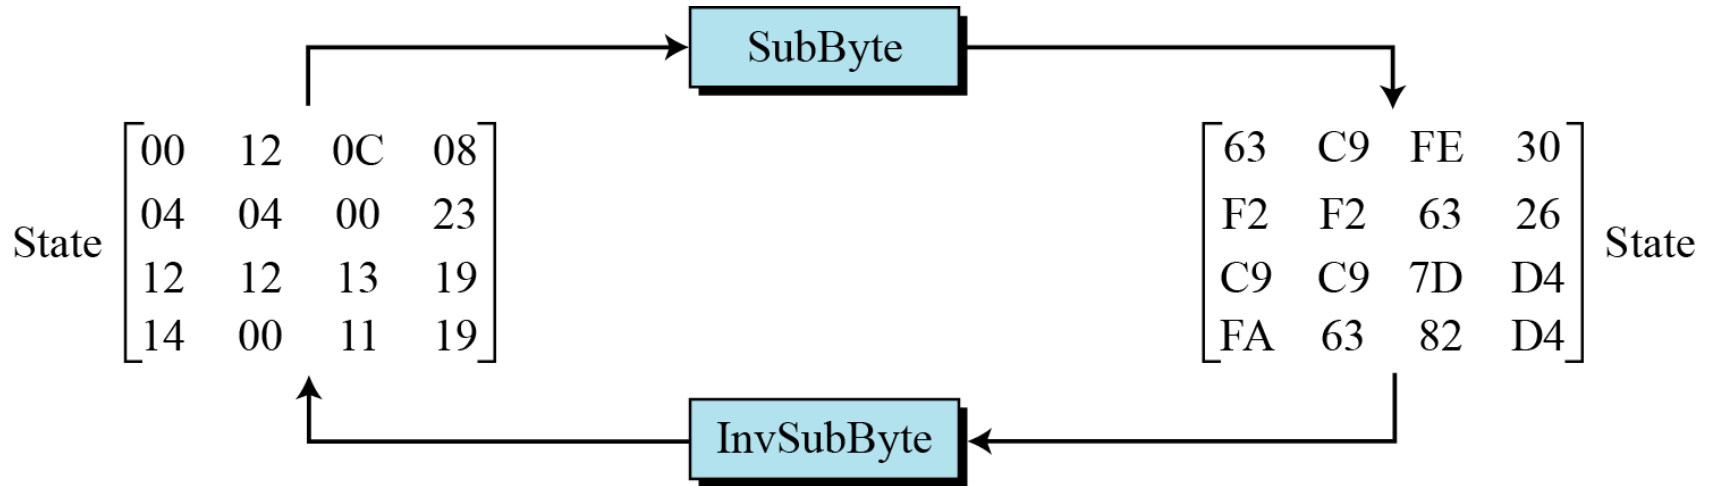 SubByte
00 12 0C 08 63 C9 FE 30
04 04 00 23 F2 F2 63 26
State State
12 12 13 19 C9 C9 7D D4
14 00 11 19 FA 63 82 D4
InvSubByte